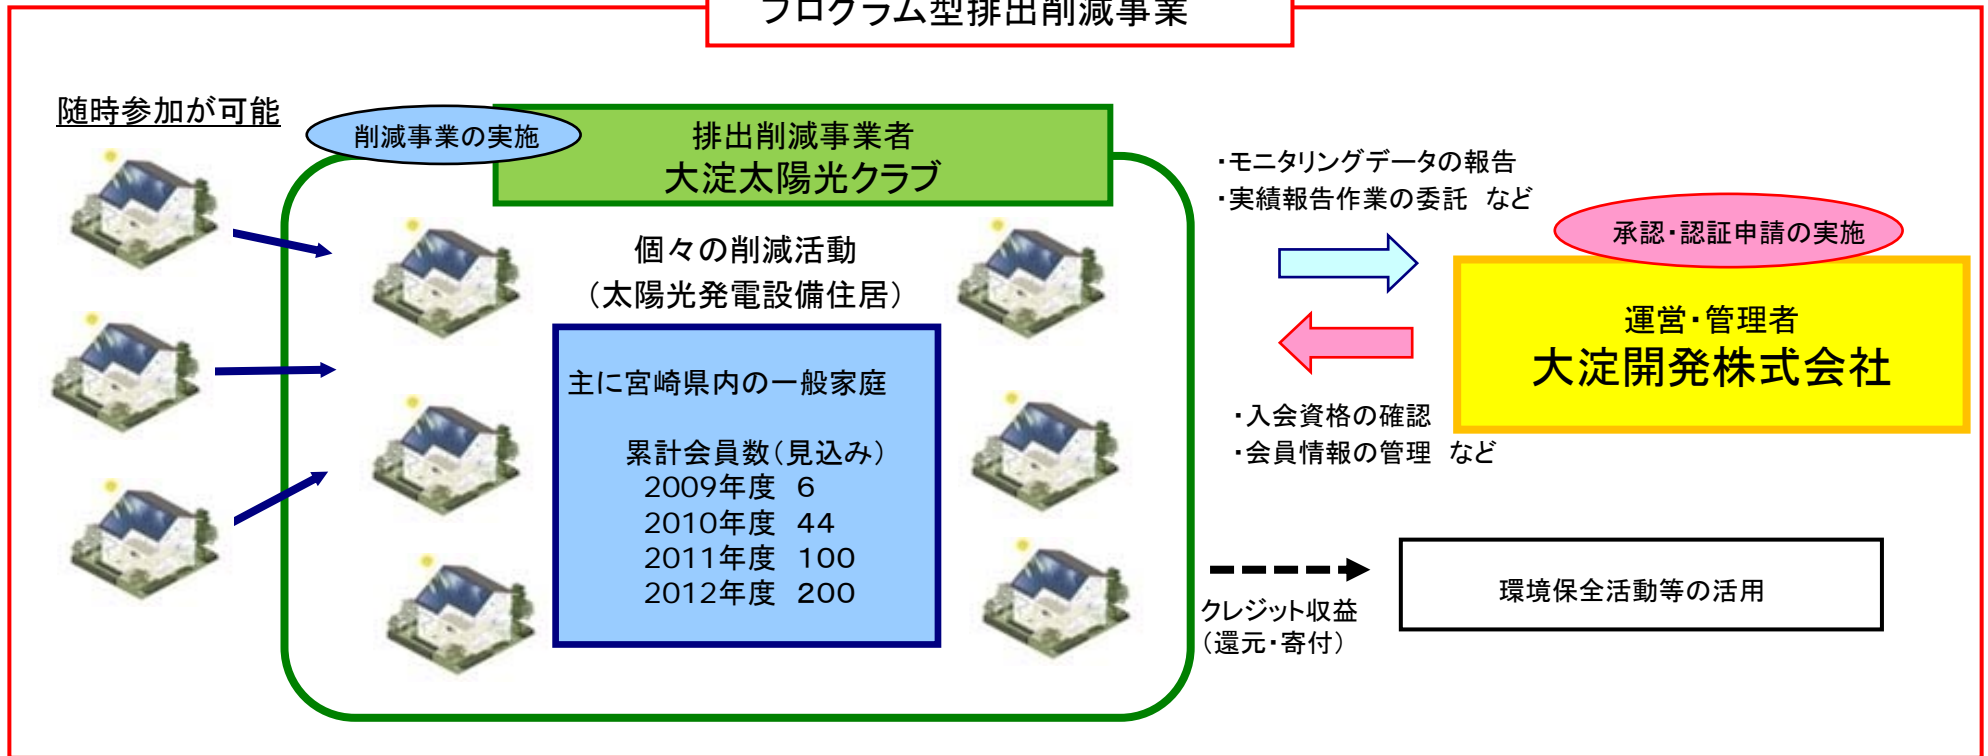 プログラム型排出削減事業
随時参加が可能
削減事業の実施
排出削減事業者
大淀太陽光クラブ
個々の削減活動
（太陽光発電設備住居）
主に宮崎県内の一般家庭
累計会員数（見込み）
2009年度 6
2010年度 44
2011年度 100
2012年度 200
・モニタリングデータの報告
・実績報告作業の委託 など
承認・認証申請の実施
運営・管理者
大淀開発株式会社
・入会資格の確認
・会員情報の管理 など
クレジット収益
（還元・寄付）
環境保全活動等の活用